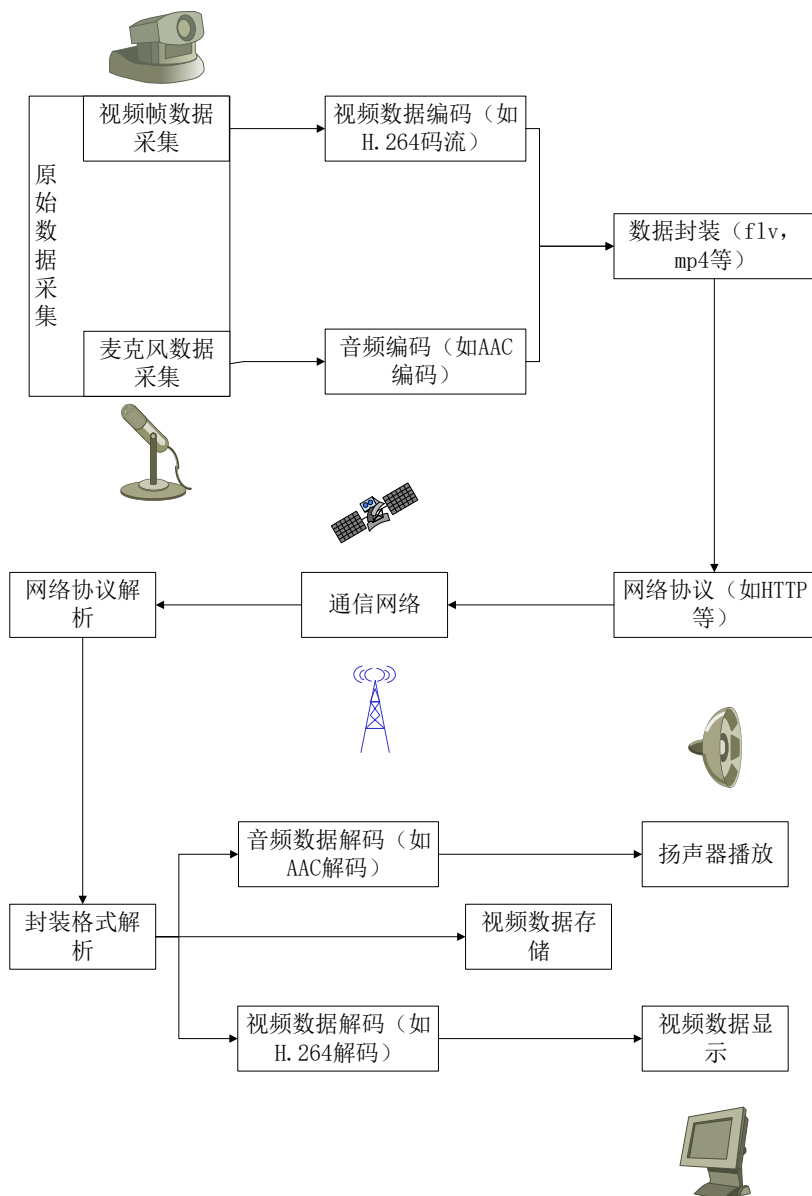 视频帧数据
采集
视频数据编码（如
H.264码流）
原
始
数
据
采
集
数据封装（flv，
mp4等）
麦克风数据
采集
音频编码（如AAC
编码）
网络协议解
析
通信网络
网络协议（如HTTP
等）
音频数据解码（如
AAC解码）
扬声器播放
封装格式解
析
视频数据存
储
视频数据解码（如
H.264解码）
视频数据显
示